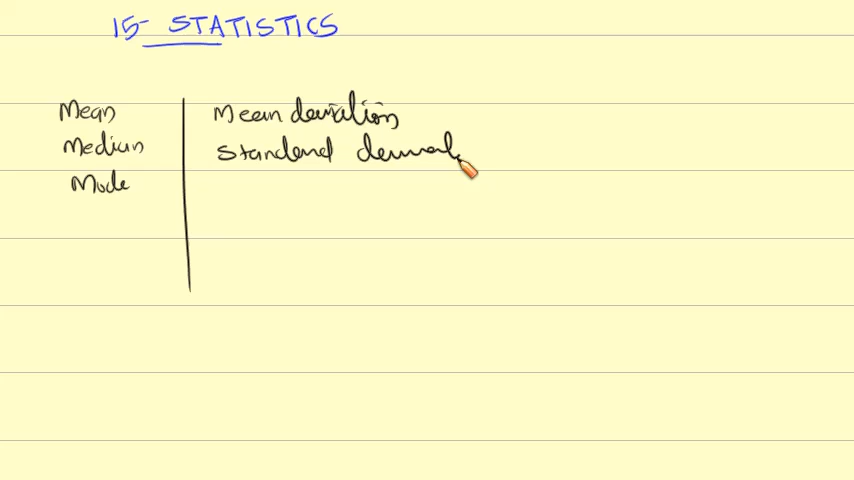 15- STATISTICS
Mean
Median
Mode
Mean deviation
Standard